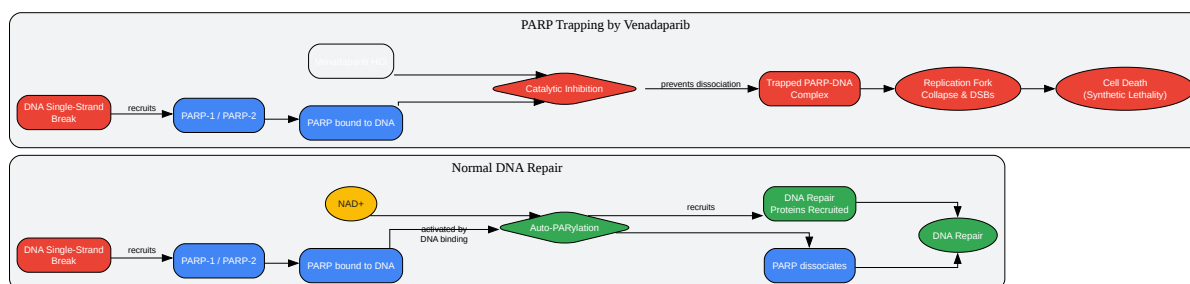 PARP Trapping by Venadaparib
Venadaparib HCl
Catalytic Inhibition
prevents dissociation
Trapped PARP-DNA
Complex
Replication Fork
Collapse & DSBs
Cell Death
(Synthetic Lethality)
DNA Single-Strand
Break
recruits
PARP-1 / PARP-2
PARP bound to DNA
Normal DNA Repair
NAD+
activated by
DNA binding
Auto-PARylation
recruits
DNA Repair
Proteins Recruited
DNA Repair
DNA Single-Strand
Break
recruits
PARP-1 / PARP-2
PARP bound to DNA
PARP dissociates